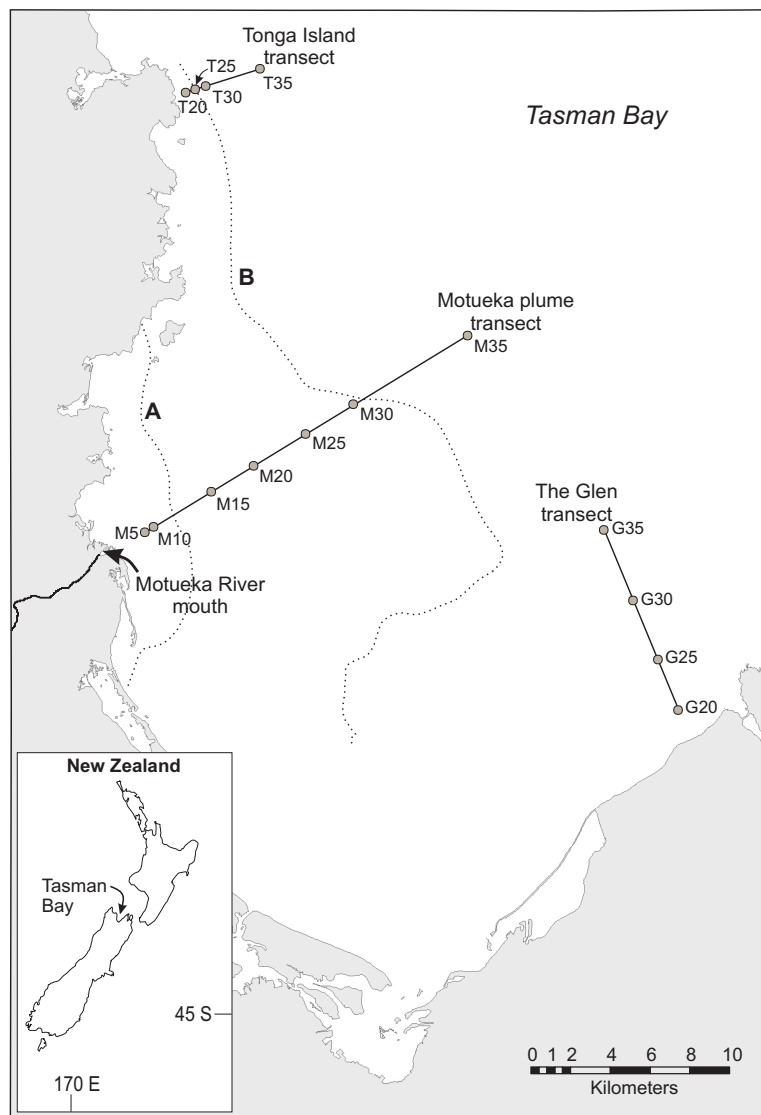 Tonga Island
transect
T25
T20
T30
T35
Tasman Bay
B
Motueka plume
transect
M35
A
M30
M25
M20
M15
M10
M5
The Glen
transect
G35
G30
G25
G20
Motueka River
mouth
New Zealand
Tasman
Bay
45 S
170 E
0 1 2 4 6 8 10
Kilometers